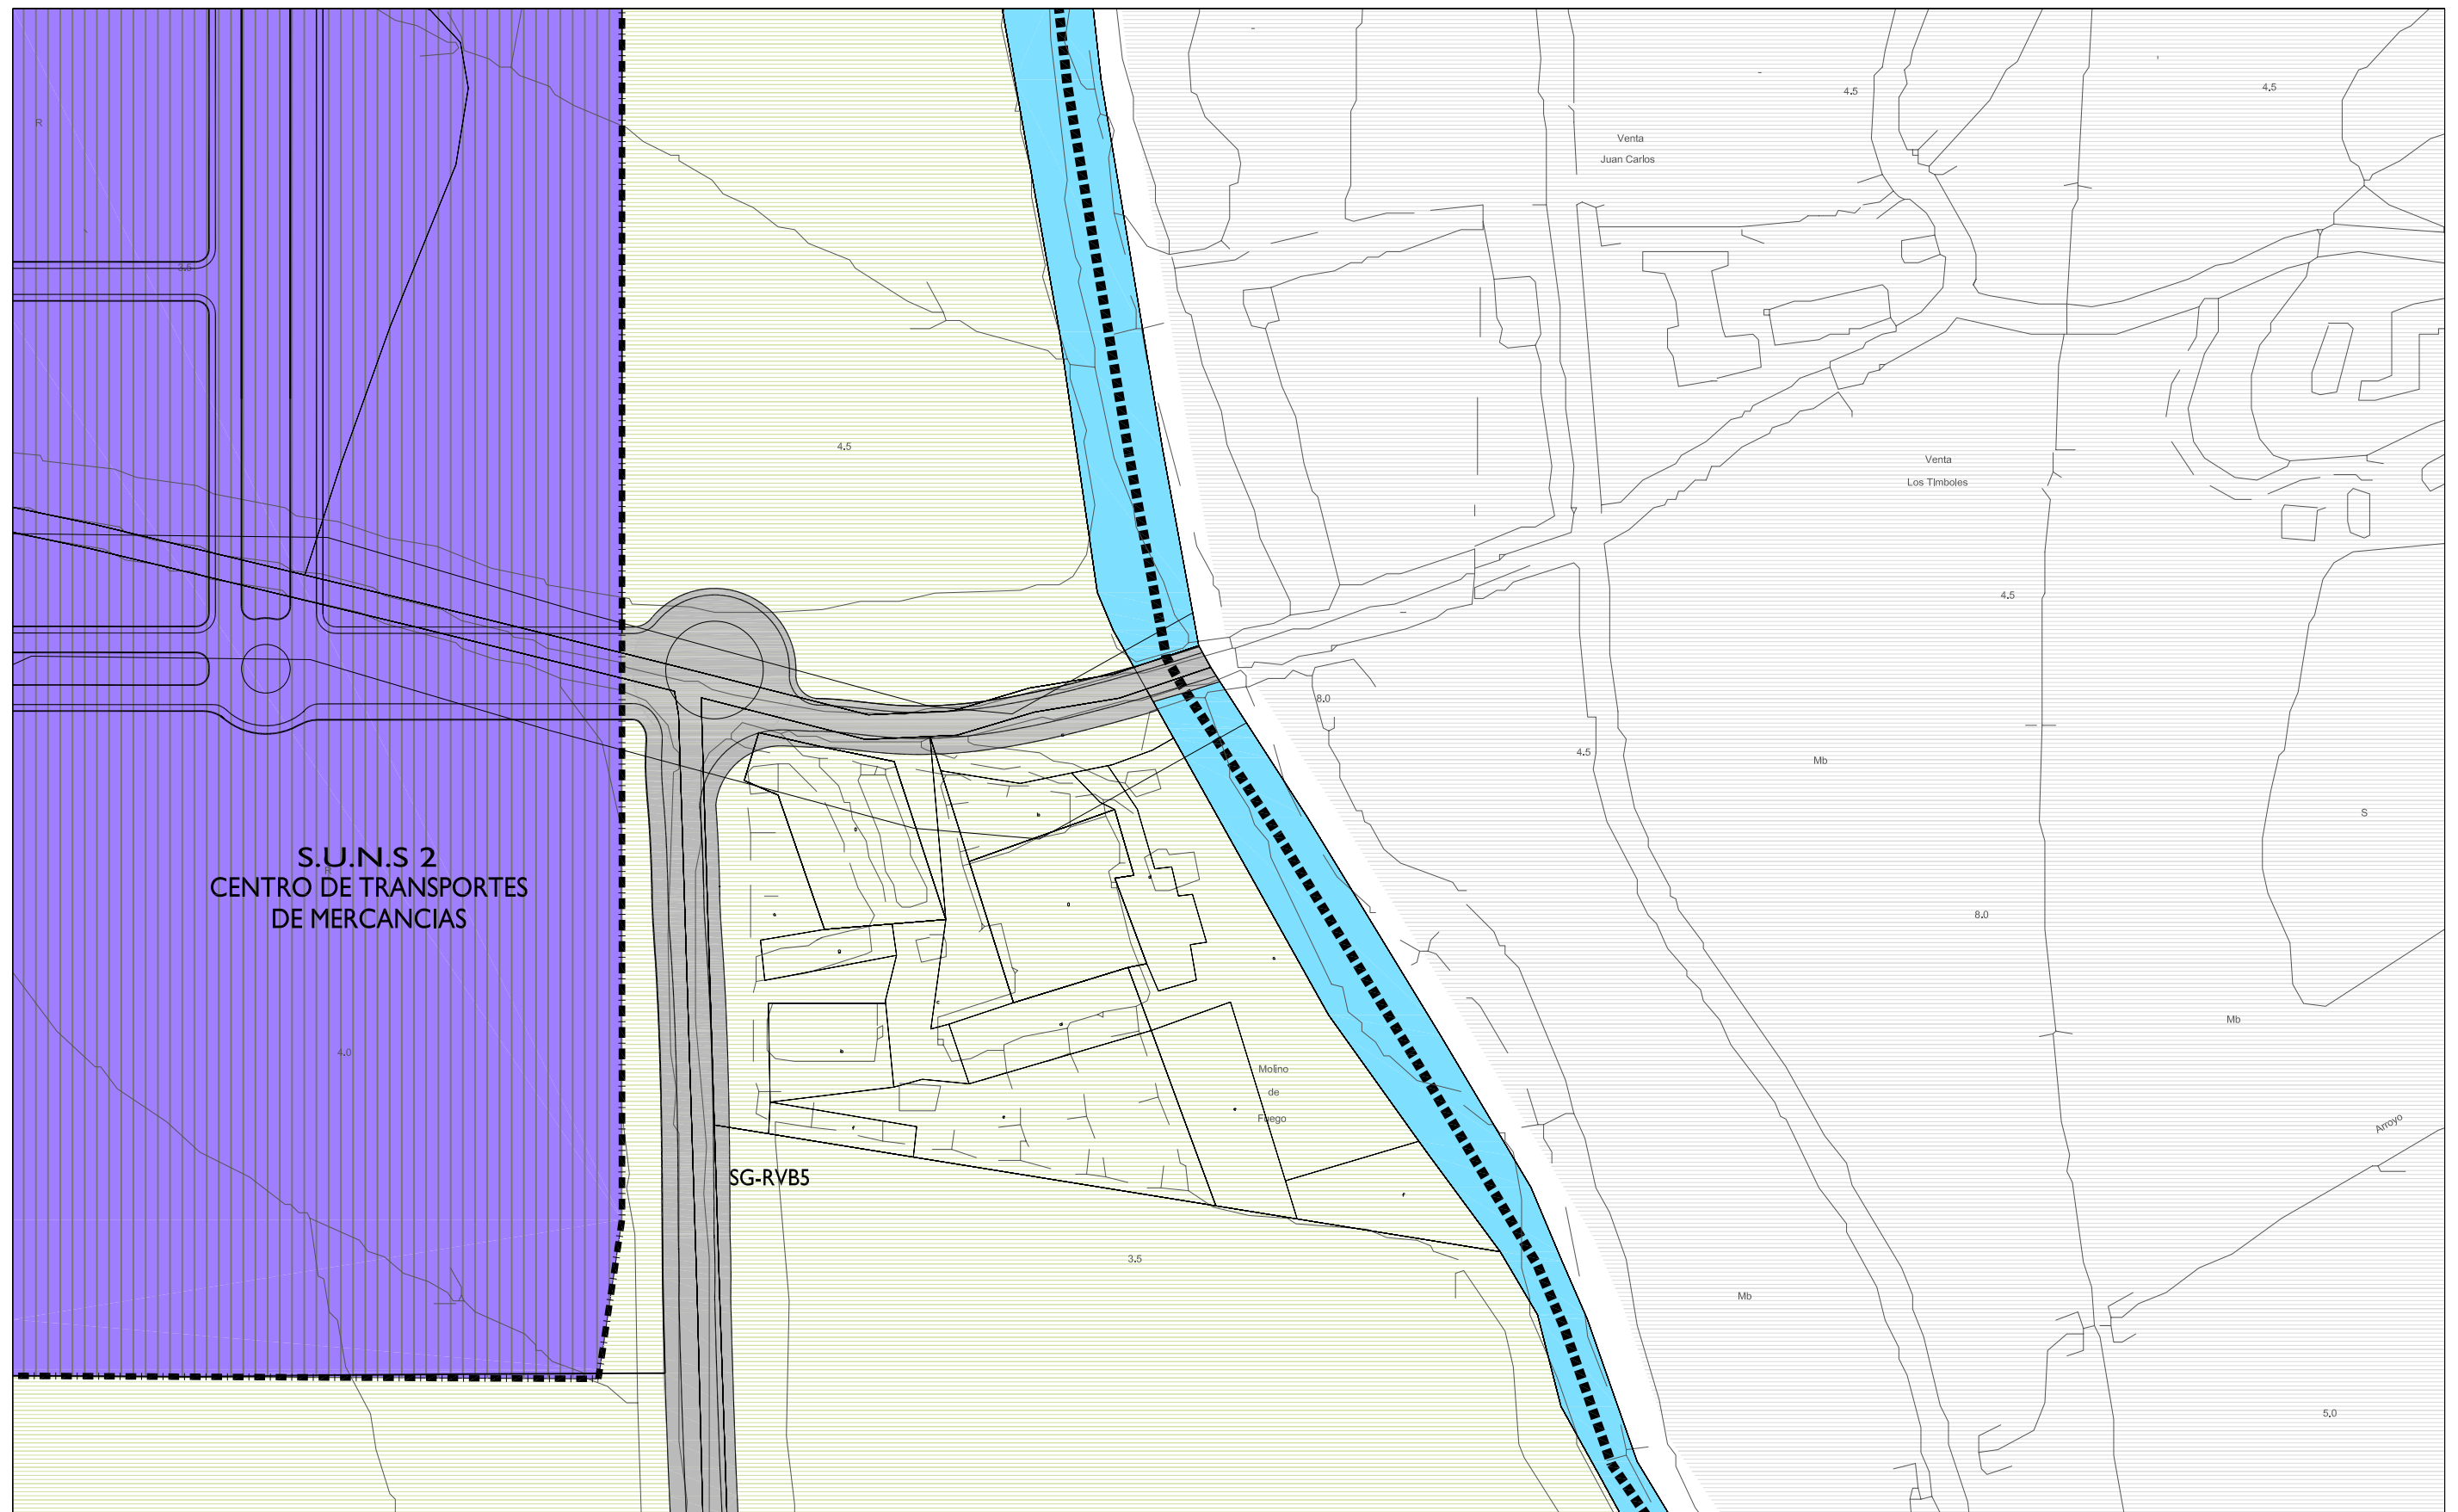 4.5
4.5
R
Venta
Juan Carlos
3.5
4.5
Venta
Los TImboles
4.5
8.0
4.5
Mb
S
S.U.N.S 2
R
CENTRO DE TRANSPORTES
DE MERCANCIAS
8.0
Mb
4.0
Molino
de
Fuego
Arroyo
SG-RVB5
3.5
Mb
5.0